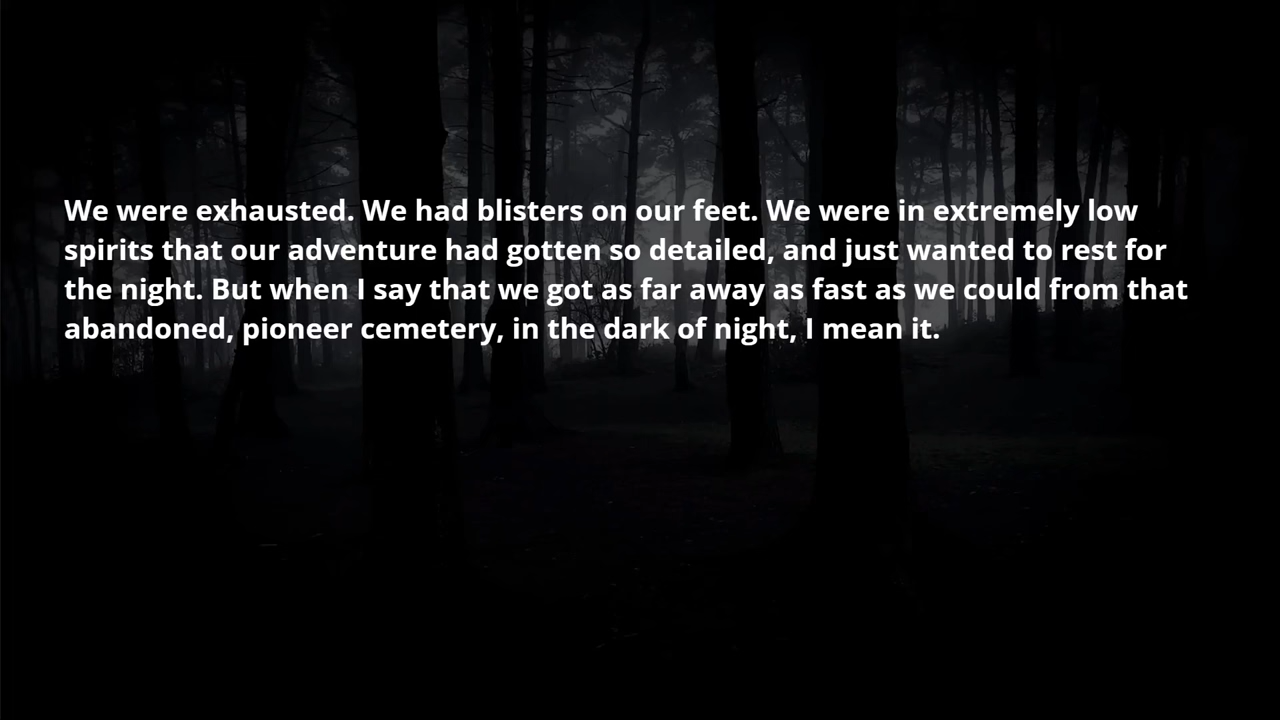 We were exhausted. We had blisters on our feet. We were in extremely low
spirits that our adventure had gotten so detailed, and just wanted to rest for
the night. But when I say that we got as far away as fast as we could from that
abandoned, pioneer cemetery, in the dark of night, I mean it.